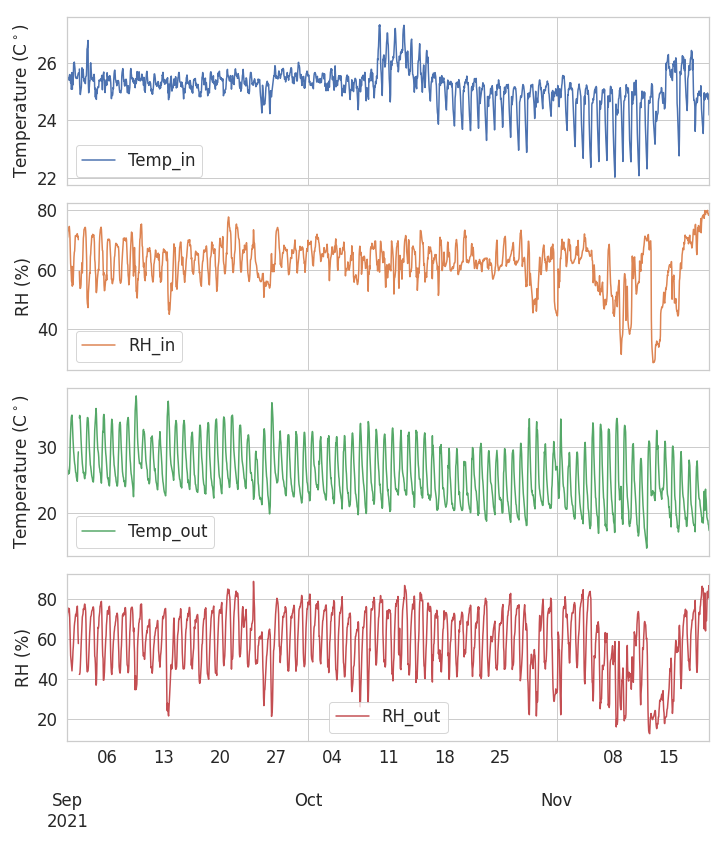 Temperature (C°)
26
24
22
Temp_in
RH (%)
80
60
40
RH_in
Temperature (C°)
30
20
Temp_out
RH (%)
80
60
40
20
RH_out
06 13 20 27 04 11 18 25 08 15
Sep Oct Nov
2021